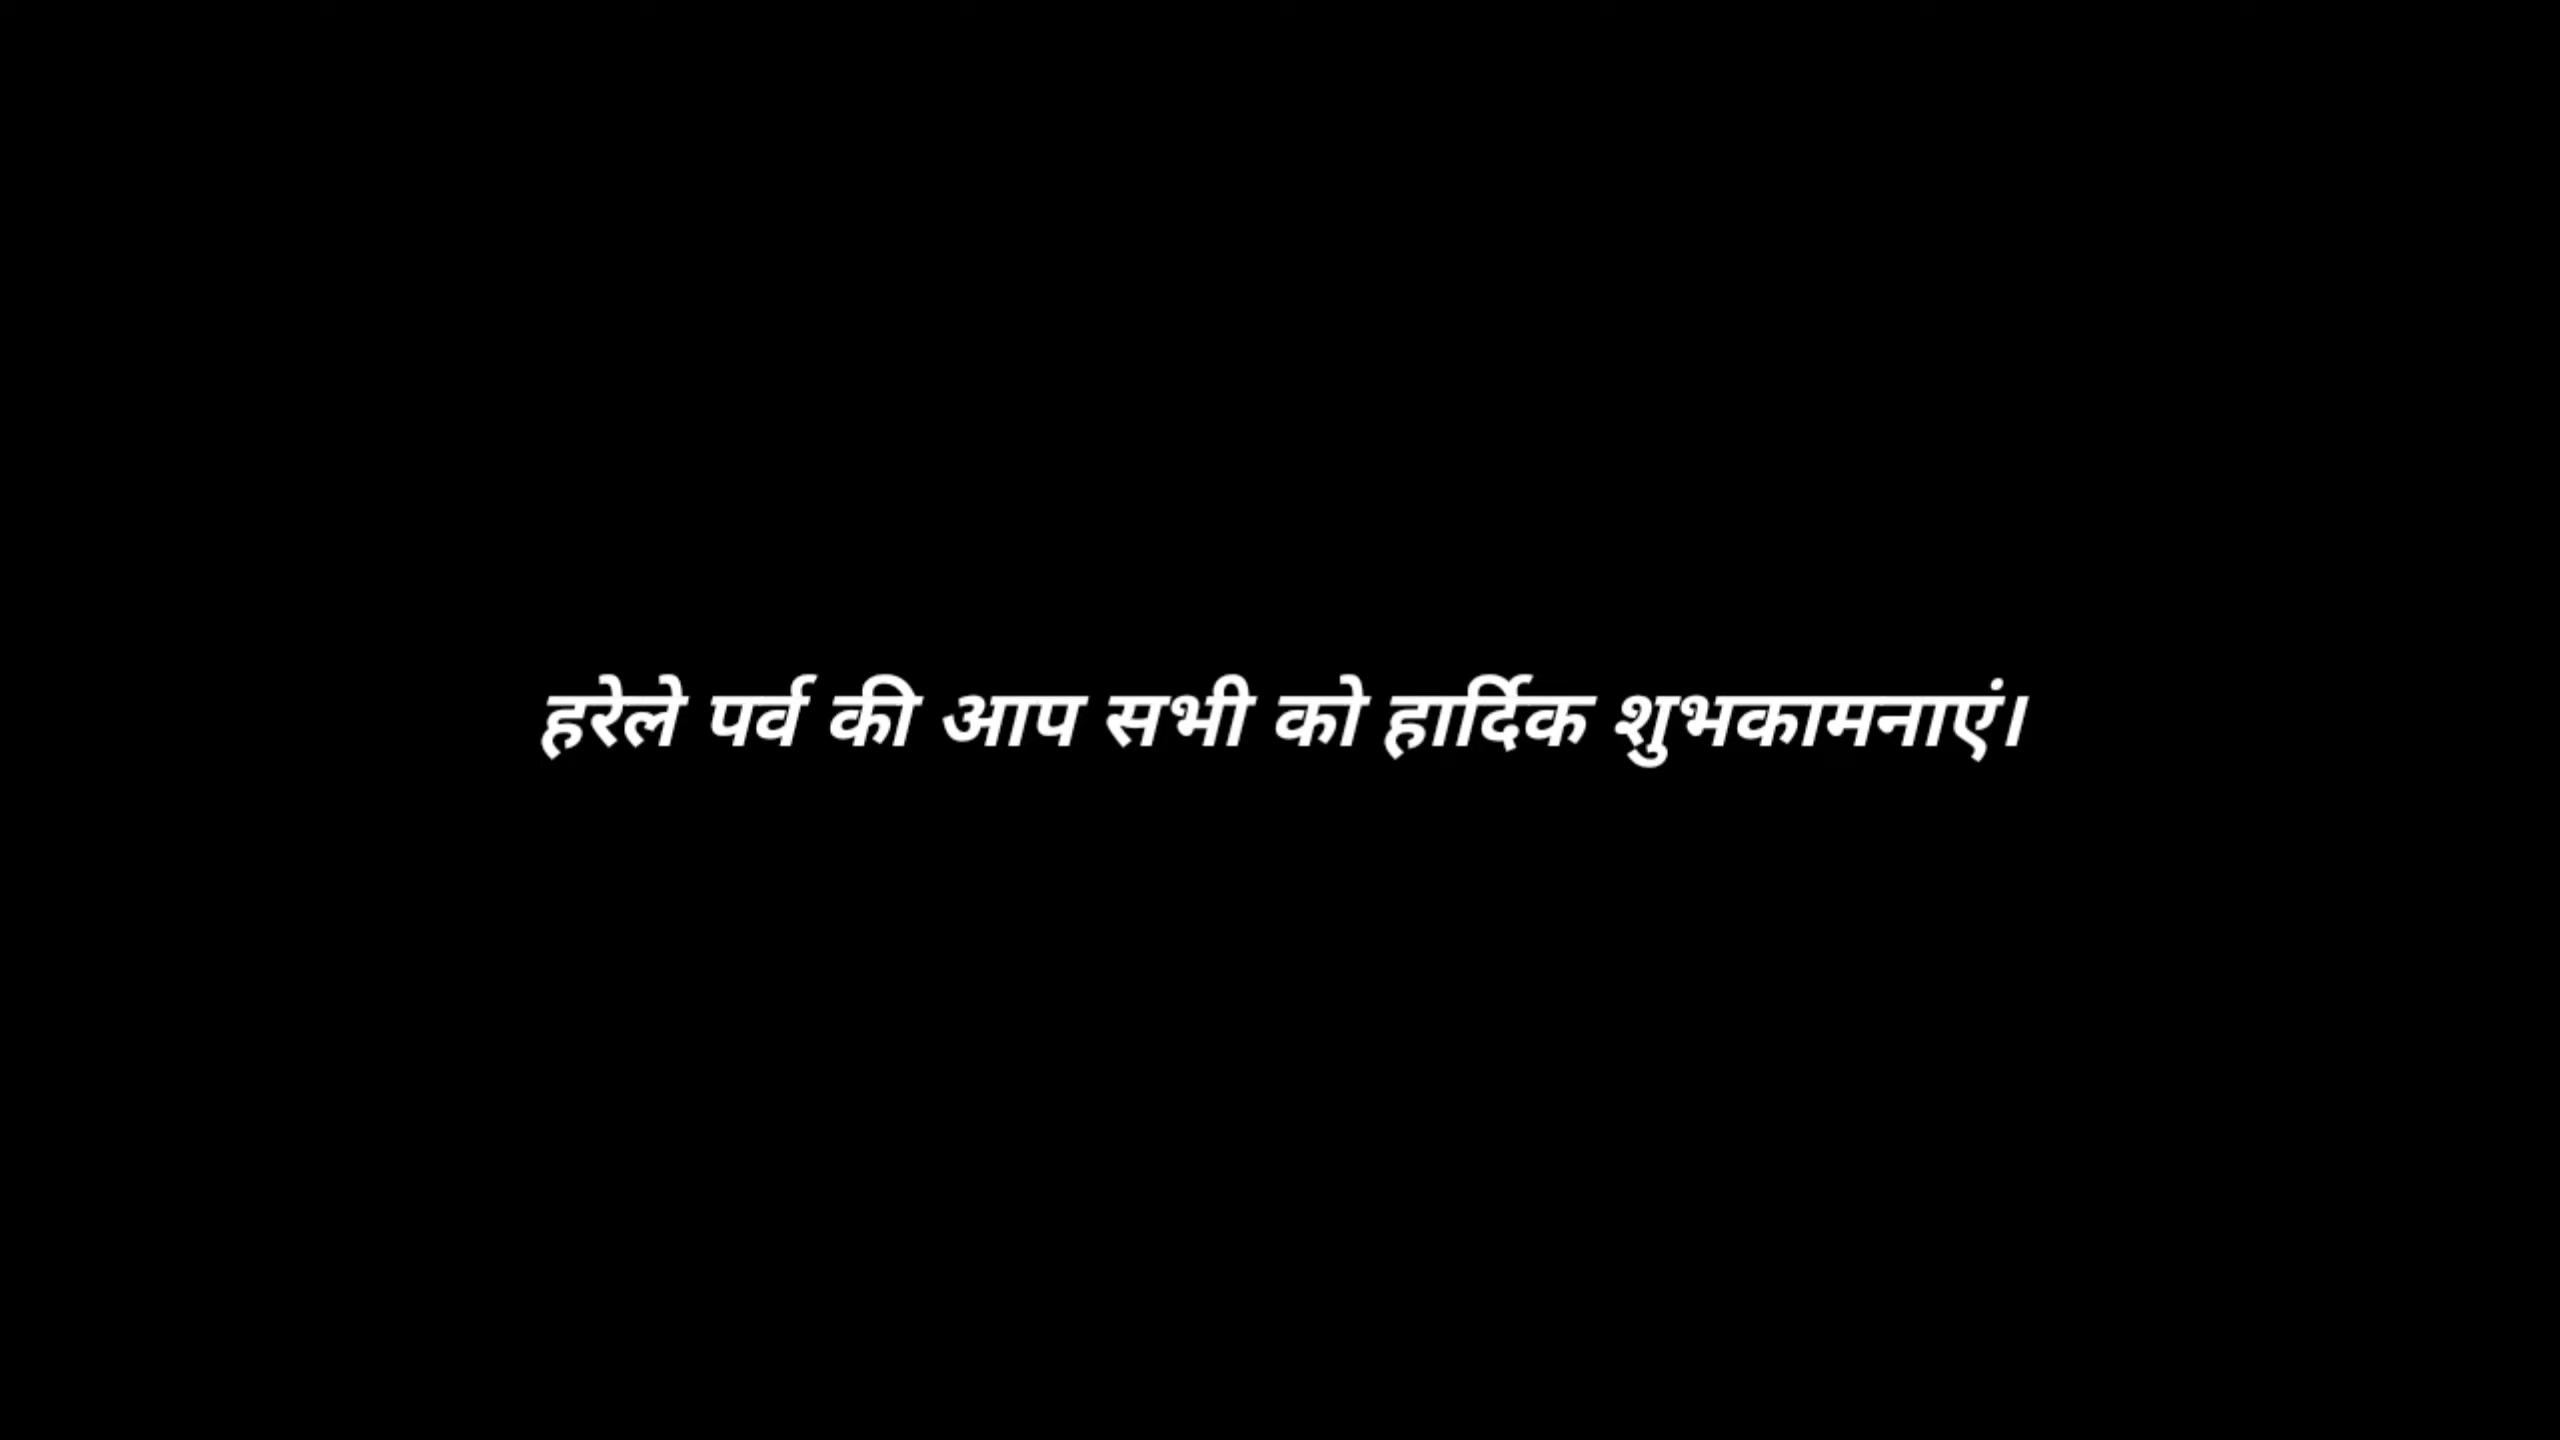 हरेले पर्व की आप सभी को हार्दिक शुभकामनाएं।